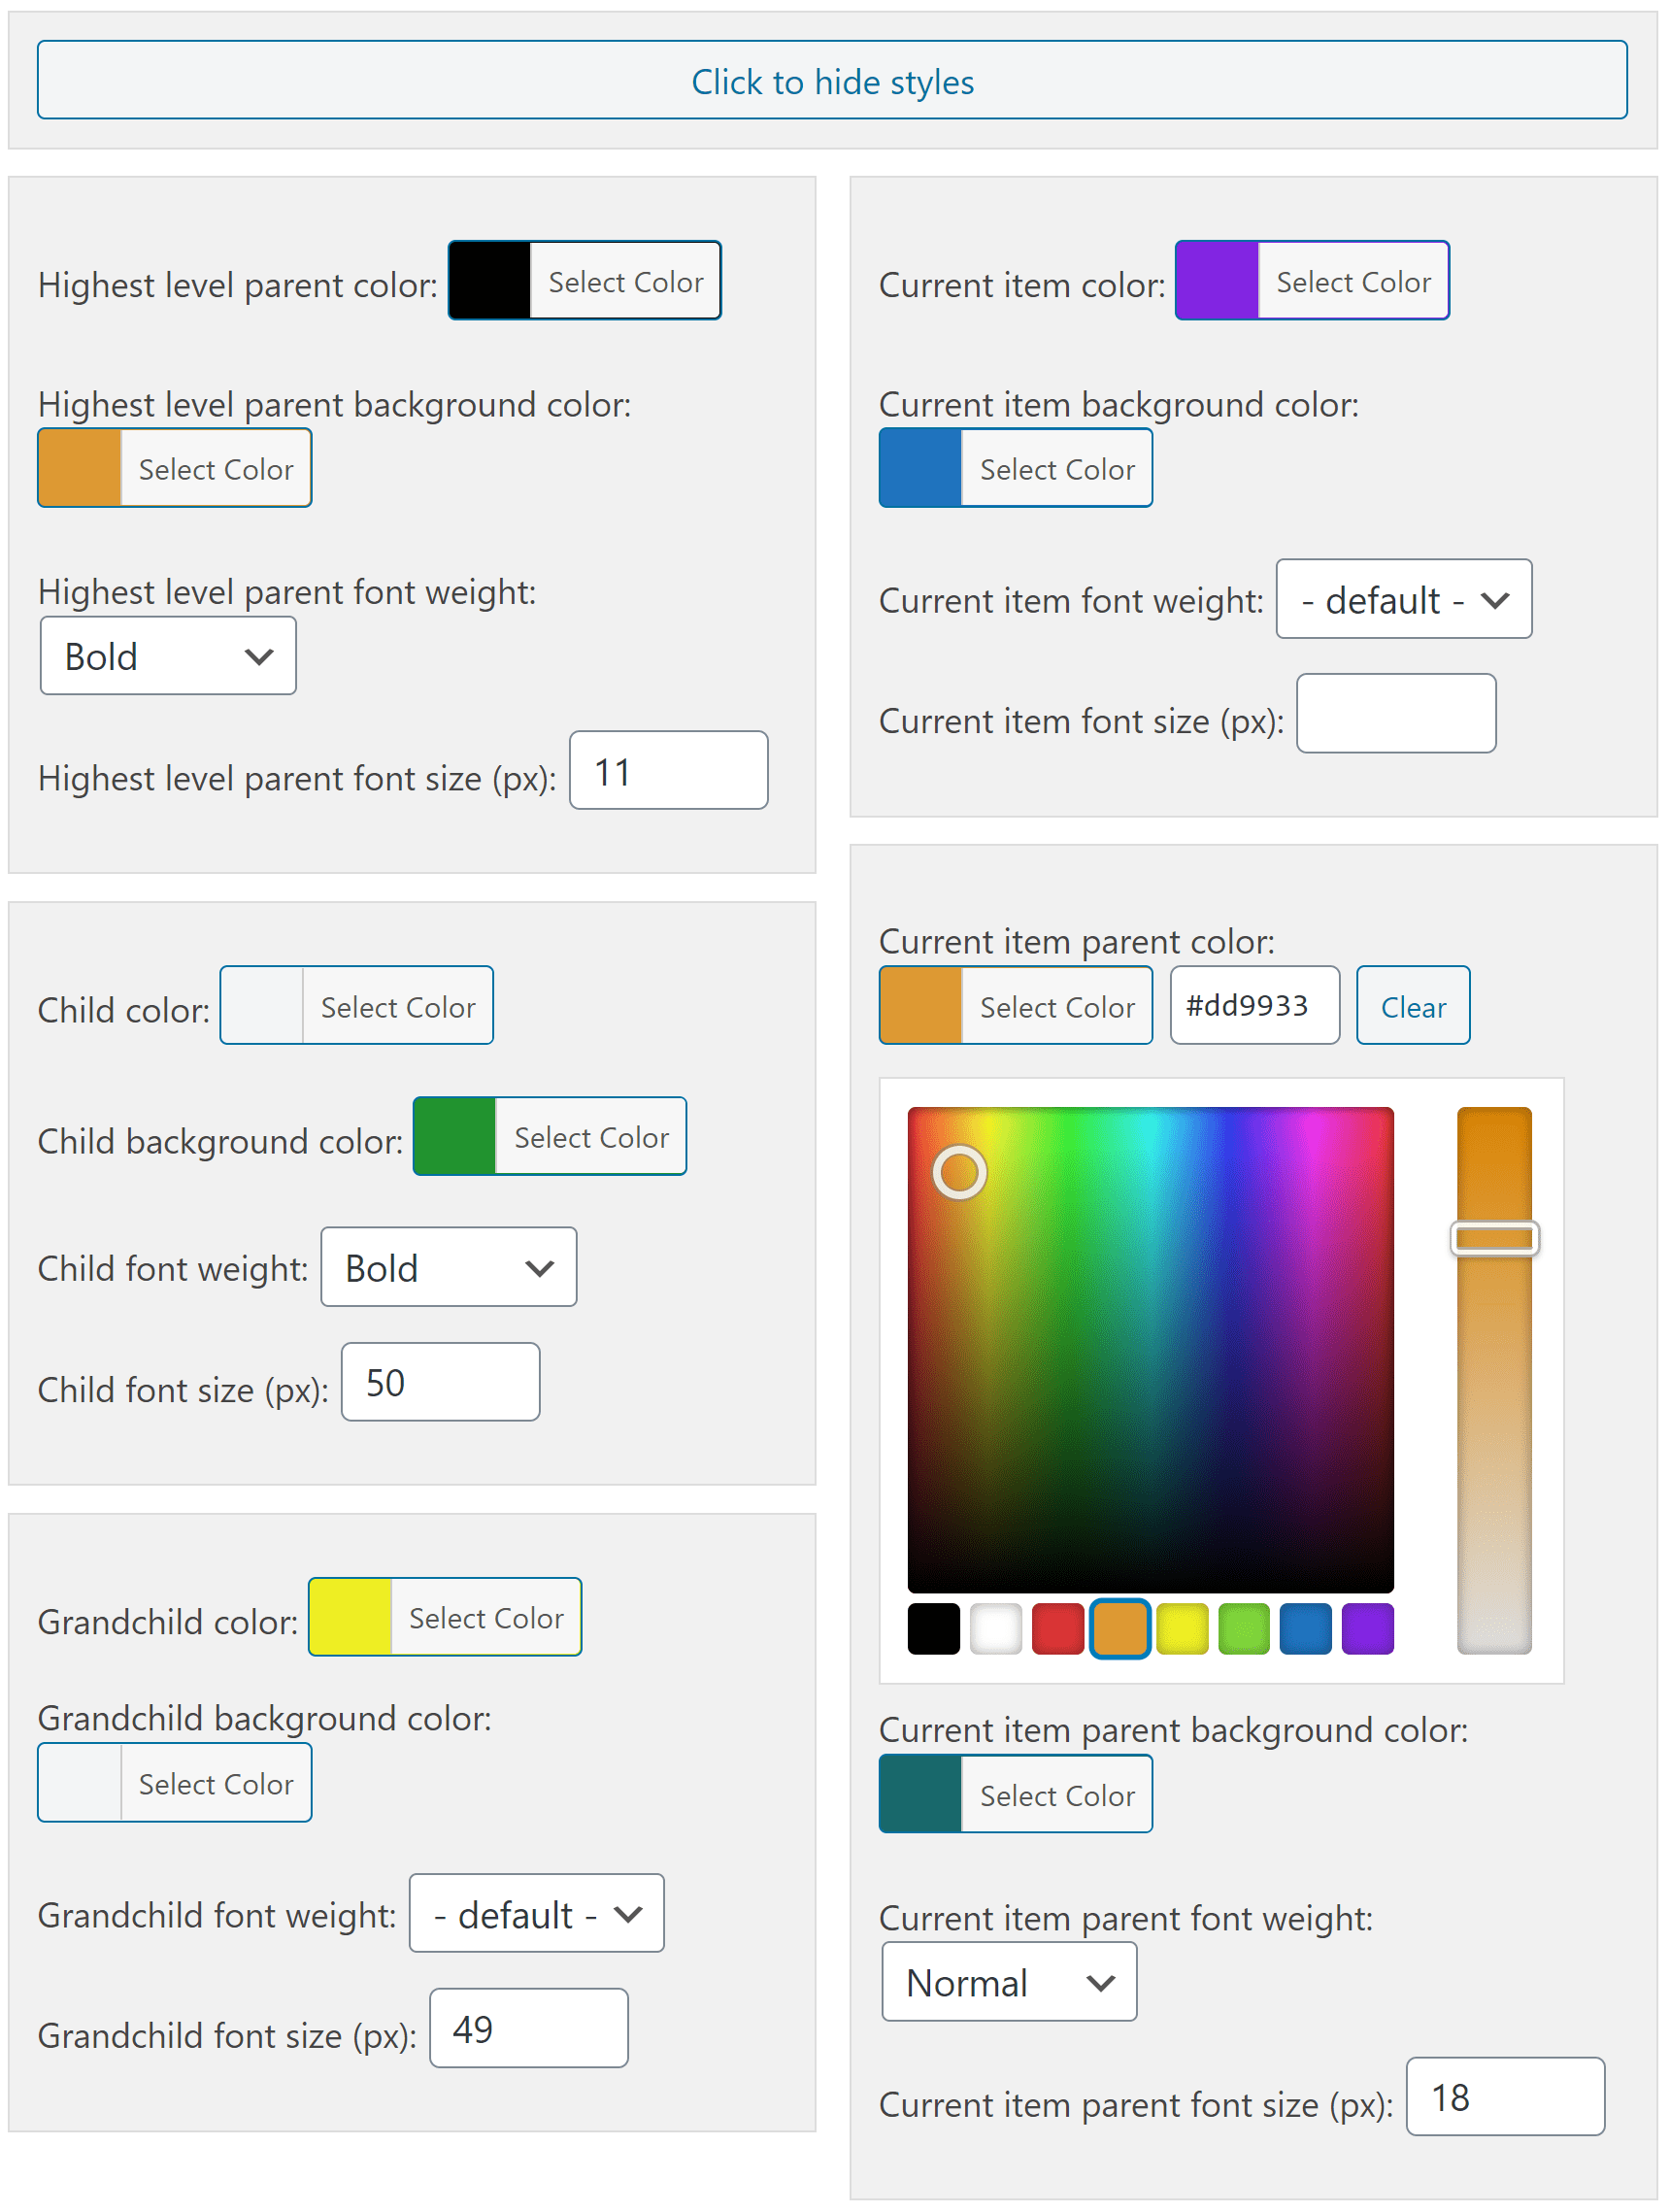 Click to hide styles
Highest level parent color: Select Color
Highest level parent background color:
Select Color
Highest level parent font weight:
Bold
Highest level parent font size (px): 11
Child color: Select Color
Child background color: Select Color
Child font weight: Bold
Child font size (px): 50
Grandchild color: Select Color
Grandchild background color:
Select Color
Grandchild font weight: - default -
Grandchild font size (px): 49
Current item color: Select Color
Current item background color:
Select Color
Current item font weight: - default -
Current item font size (px):
Current item parent color:
Select Color #dd9933 Clear
Current item parent background color:
Select Color
Current item parent font weight:
Normal
Current item parent font size (px): 18